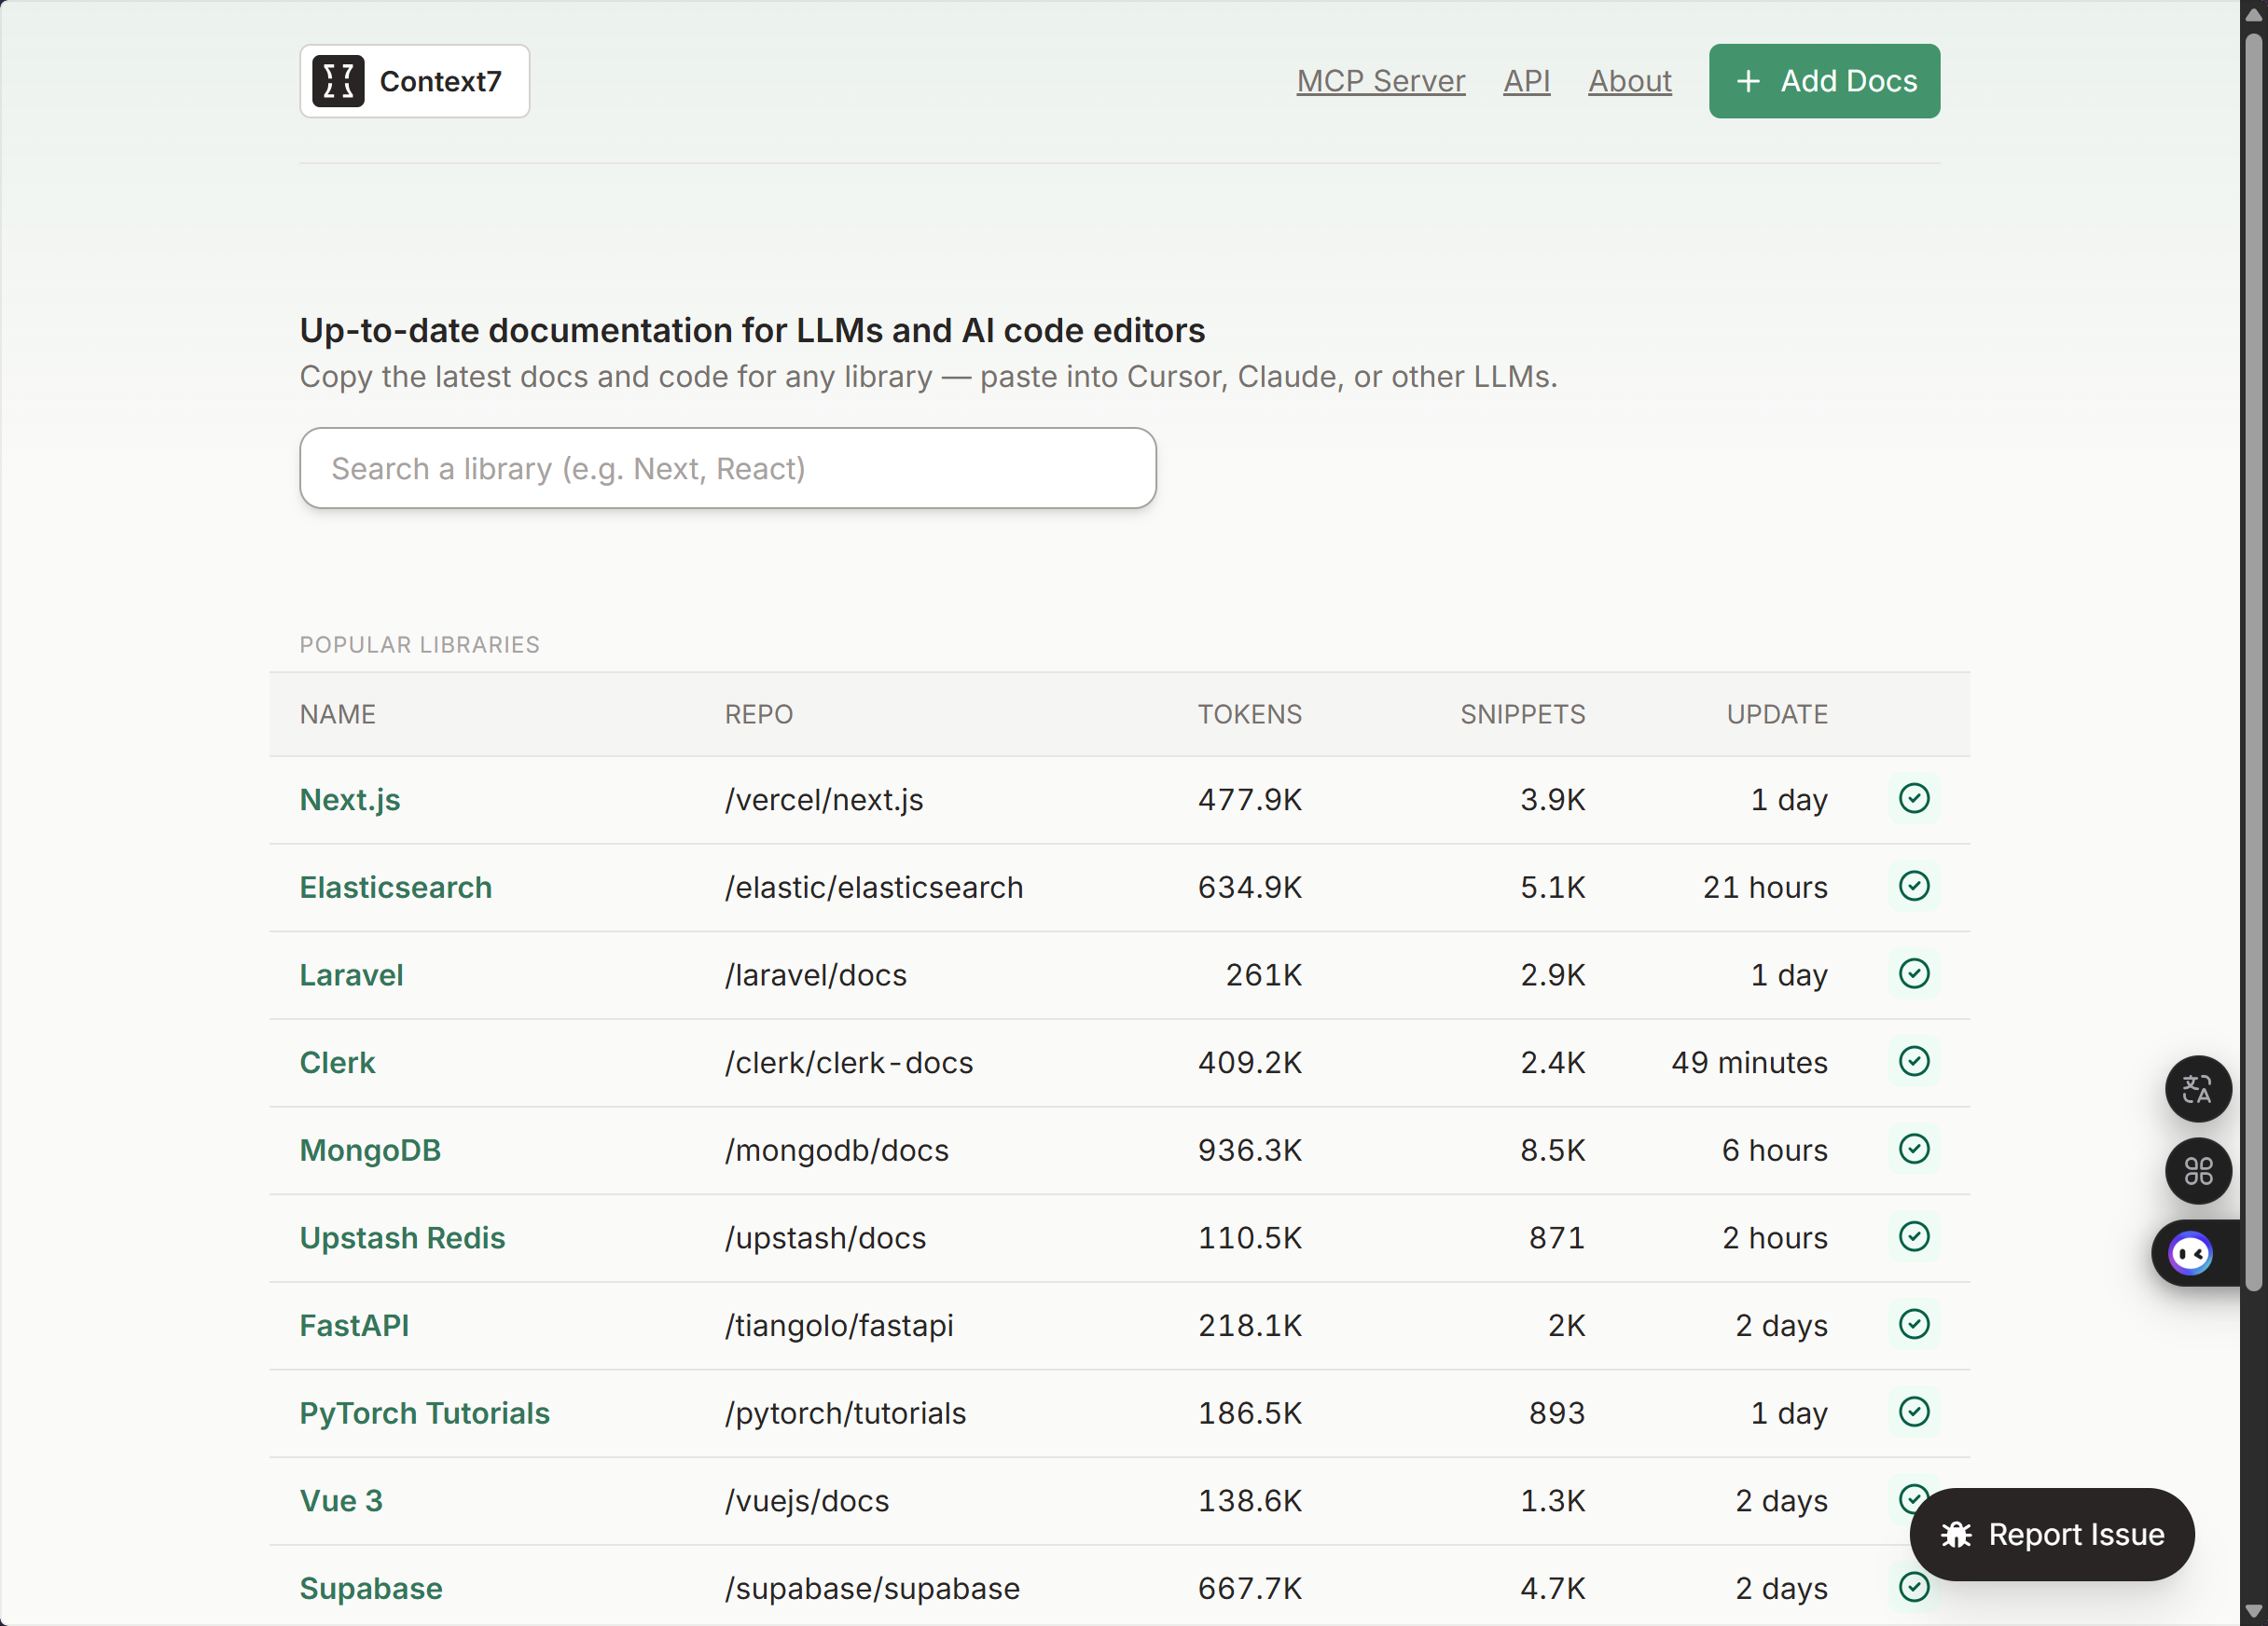 Context7
MCP Server API About + Add Docs
Up-to-date documentation for LLMs and AI code editors
Copy the latest docs and code for any library — paste into Cursor, Claude, or other LLMs.
Search a library (e.g. Next, React)
POPULAR LIBRARIES
NAME REPO TOKENS SNIPPETS UPDATE
Next.js /vercel/next.js 477.9K 3.9K 1 day
Elasticsearch /elastic/elasticsearch 634.9K 5.1K 21 hours
Laravel /laravel/docs 261K 2.9K 1 day
Clerk /clerk/clerk-docs 409.2K 2.4K 49 minutes
MongoDB /mongodb/docs 936.3K 8.5K 6 hours
Upstash Redis /upstash/docs 110.5K 871 2 hours
FastAPI /tiangolo/fastapi 218.1K 2K 2 days
PyTorch Tutorials /pytorch/tutorials 186.5K 893 1 day
Vue 3 /vuejs/docs 138.6K 1.3K 2 days
Report Issue
Supabase /supabase/supabase 667.7K 4.7K 2 days